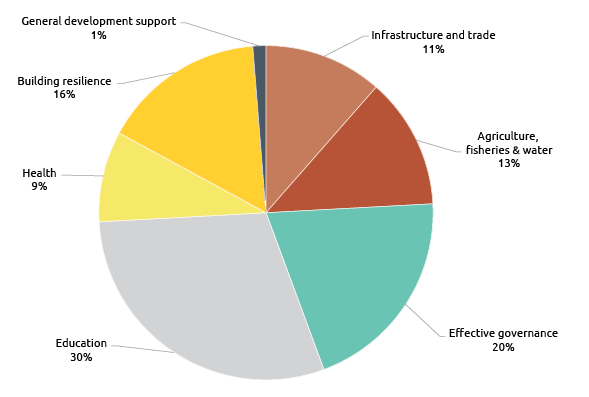 General development support
1%
Infrastructure and trade
11%
Building resilience
16%
Agriculture,
fisheries & water
13%
Health
9%
Effective governance
20%
Education
30%